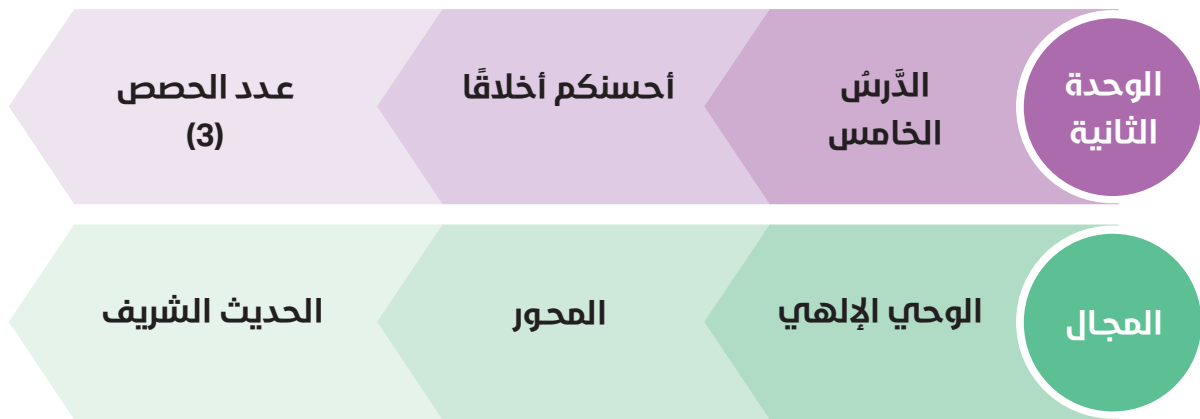 الوحدة
الثانية
الدَّرسُ
الخامس
أحسنكم أخلاقًا
عدد الحصص
(3)
المجال
الوحي الإلهي
المحور
الحديث الشريف